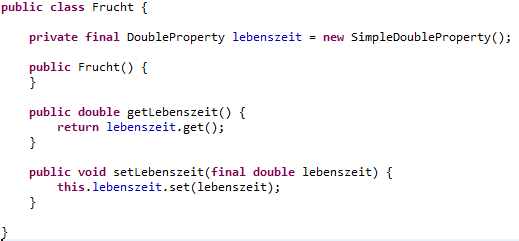 public class Frucht {
private final DoubleProperty lebenszeit = new SimpleDoubleProperty();
public Frucht() {
}
public double getLebenszeit() {
return lebenszeit.get();
}
public void setLebenszeit(final double lebenszeit) {
this.lebenszeit.set(lebenszeit);
}
}